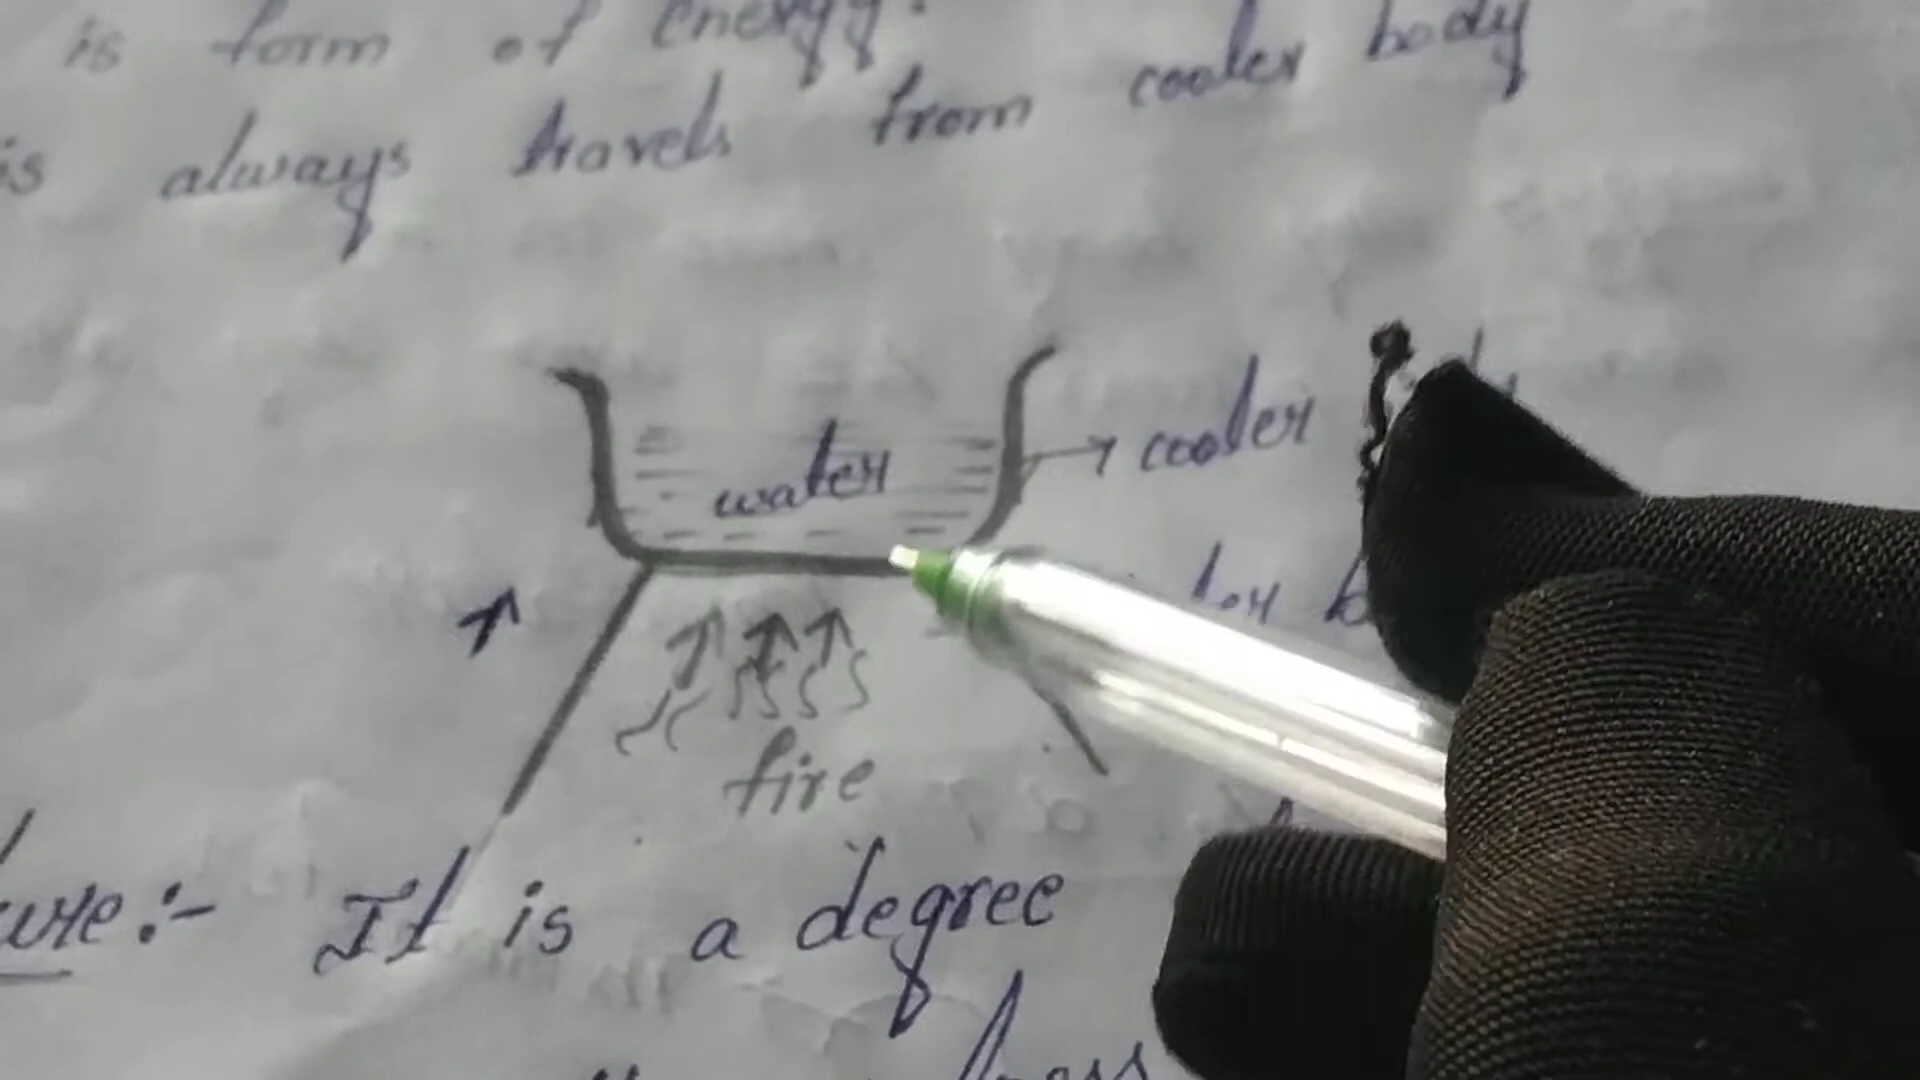 is form of Energy.
is always travels from cooler body
water
cooler
fire
It is a degree